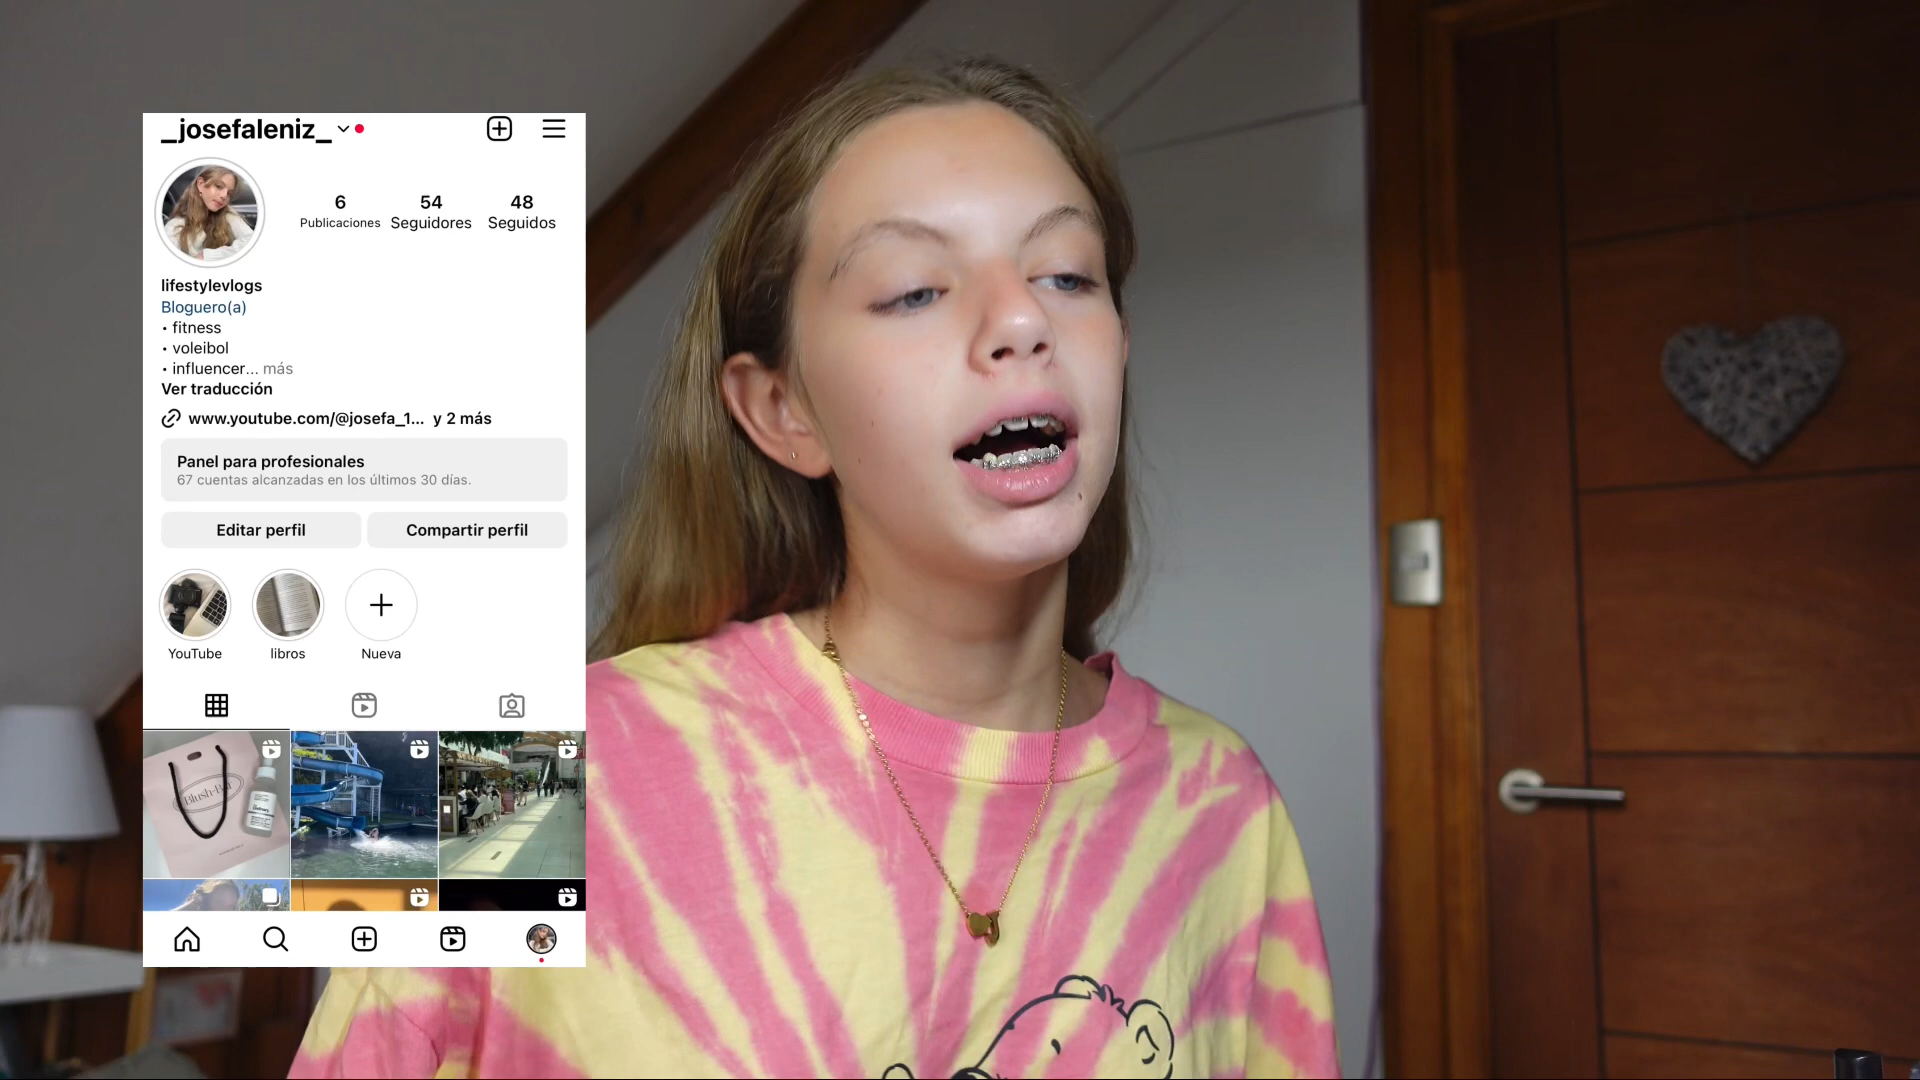 _josefaleniz_
6 54 48
Publicaciones Seguidores Seguidos
lifestylevlogs
Bloguero(a)
• fitness
• voleibol
• influencer... más
Ver traducción
www.youtube.com/@josefa_1... y 2 más
Panel para profesionales
67 cuentas alcanzadas en los últimos 30 días.
Editar perfil Compartir perfil
YouTube libros Nueva
Blush-Bar